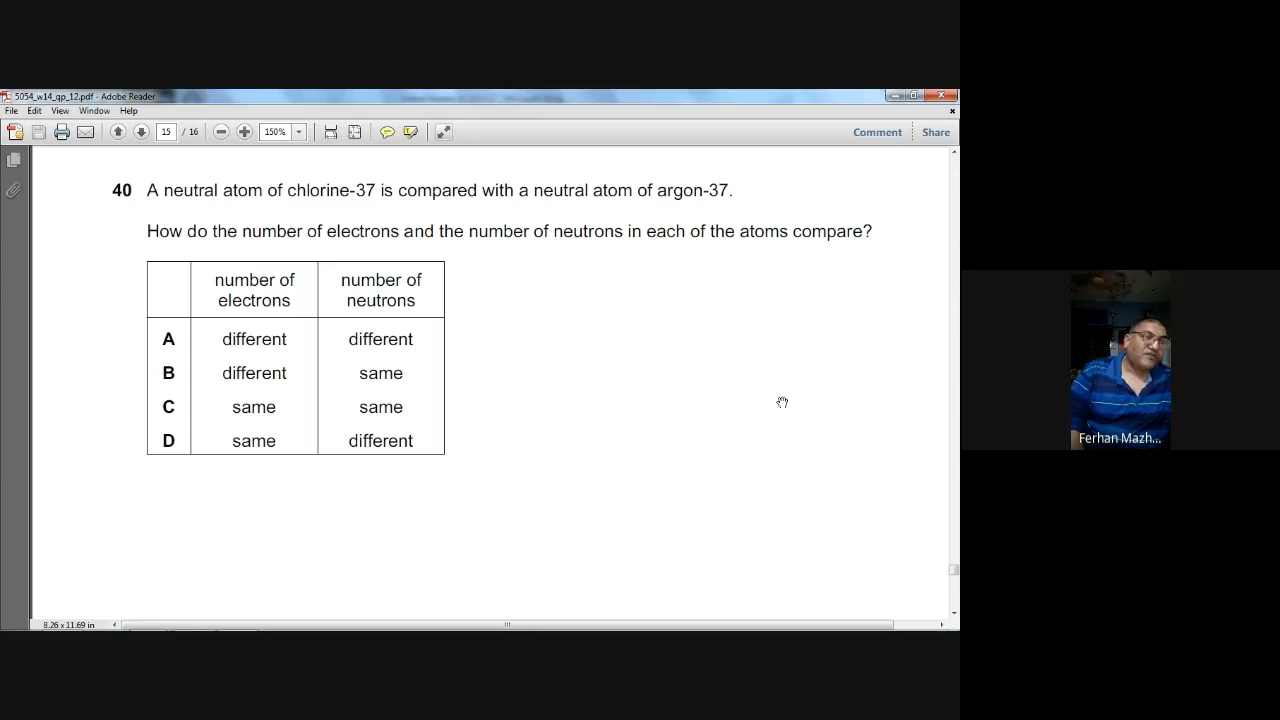 5054_w14_qp_12.pdf - Adobe Reader
File Edit View Window Help
15 / 16 150% Comment Share
40 A neutral atom of chlorine-37 is compared with a neutral atom of argon-37.
How do the number of electrons and the number of neutrons in each of the atoms compare?
number of electrons number of neutrons
A different different
B different same
C same same
D same different
Ferhan Mazh...
8.26 x 11.69 in